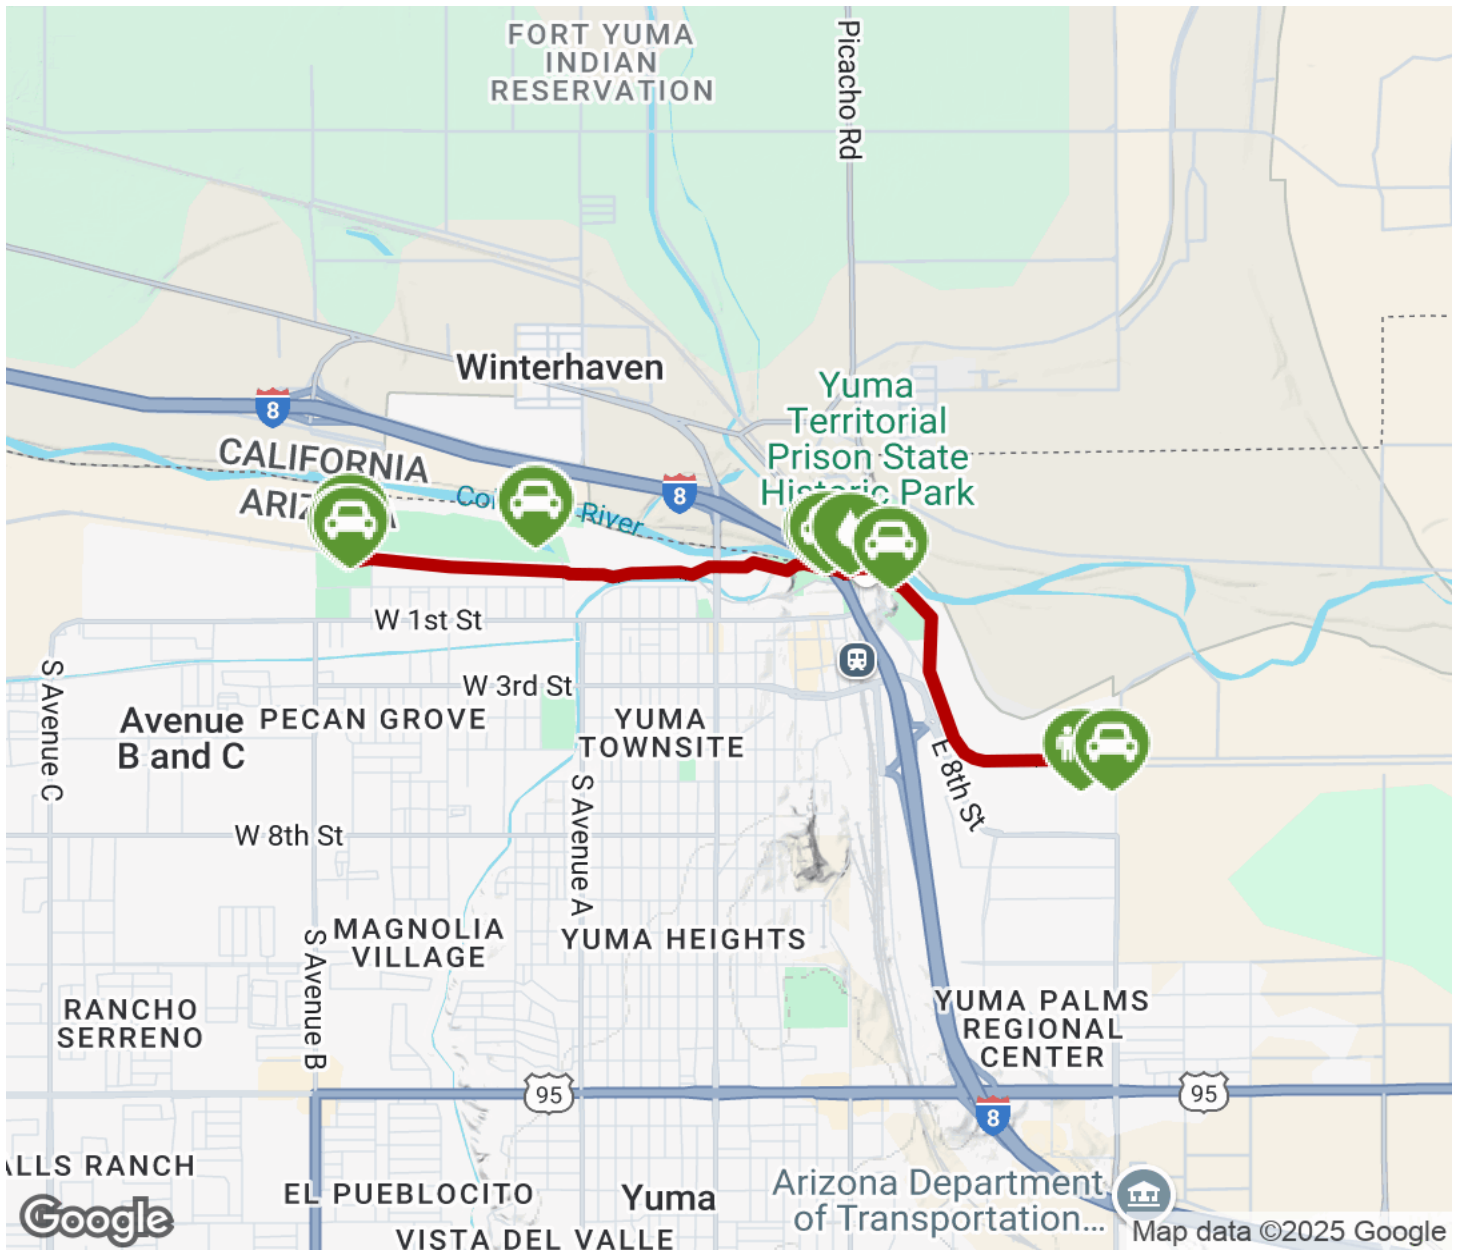 FORT YUMA
INDIAN
RESERVATION
Picacho Rd
Winterhaven
8
Yuma
Territorial
Prison State
Historic Park
CALIFORNIA
8
River
W 1st St
S Avenue C
W 3rd St
Avenue
B and C
PECAN GROVE
YUMA
TOWNSITE
E 8th St
S Avenue A
W 8th St
S Avenue B
MAGNOLIA
VILLAGE
YUMA HEIGHTS
RANCHO
SERRENO
YUMA PALMS
REGIONAL
CENTER
95
95
8
ALLS RANCH
EL PUEBLOCITO
Yuma
Arizona Department
of Transportation...
VISTA DEL VALLE
Google
Map data ©2025 Google